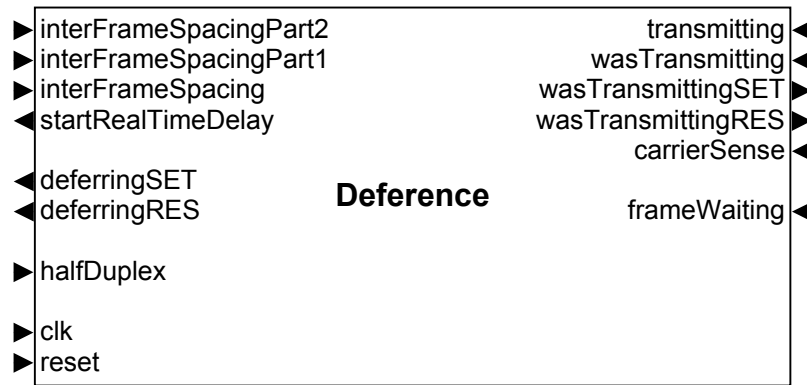 interFrameSpacingPart2 transmitting
interFrameSpacingPart1 wasTransmitting
interFrameSpacing wasTransmittingSET
startRealTimeDelay wasTransmittingRES
carrierSense
deferringSET
Deference
deferringRES frameWaiting
halfDuplex
clk
reset